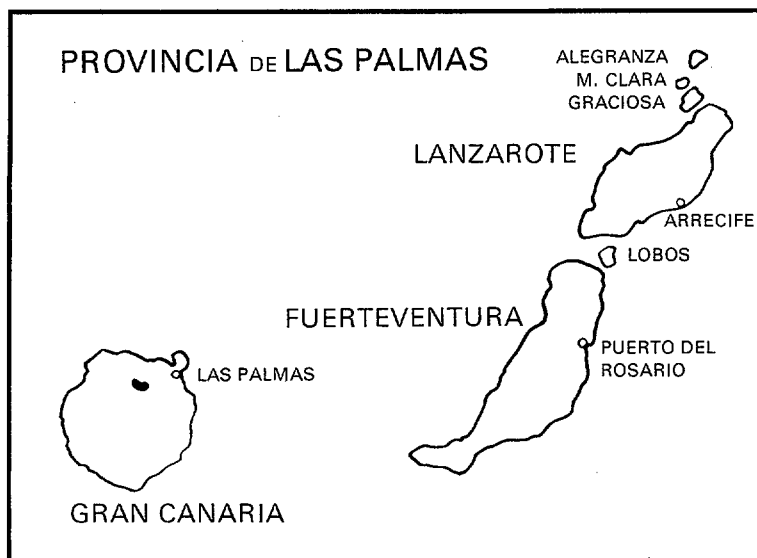 PROVINCIA DE LAS PALMAS
ALEGRANZA
M. CLARA
GRACIOSA
LANZAROTE
ARRECIFE
LOBOS
FUERTEVENTURA
PUERTO DEL
ROSARIO
LAS PALMAS
GRAN CANARIA